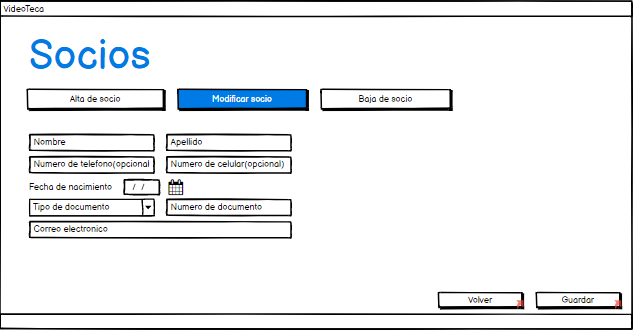 VideoTeca
Socios
Alta de socio
Modificar socio
Baja de socio
Nombre
Apellido
Numero de telefono(opcional
Numero de celular(opcional)
Fecha de nacimiento / /
Tipo de documento
Numero de documento
Correo electronico
Volver
Guardar